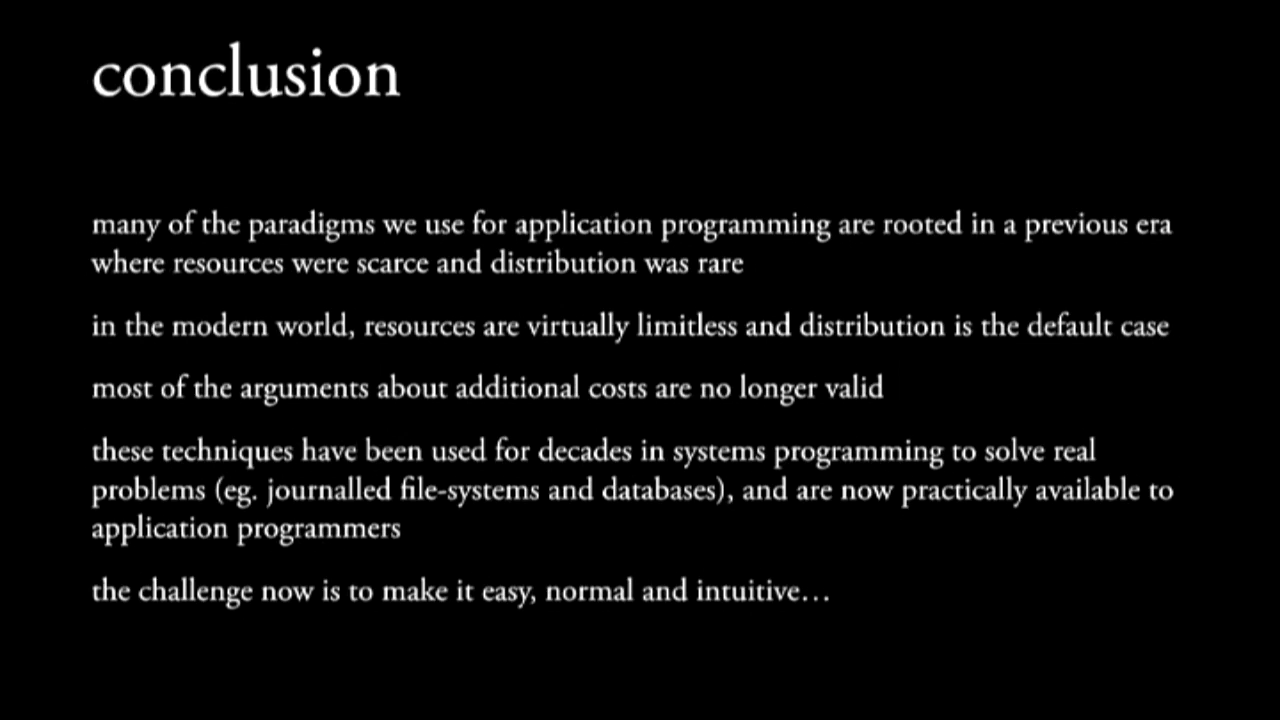 conclusion
many of the paradigms we use for application programming are rooted in a previous era
where resources were scarce and distribution was rare
in the modern world, resources are virtually limitless and distribution is the default case
most of the arguments about additional costs are no longer valid
these techniques have been used for decades in systems programming to solve real
problems (eg. journalled file-systems and databases), and are now practically available to
application programmers
the challenge now is to make it easy, normal and intuitive…